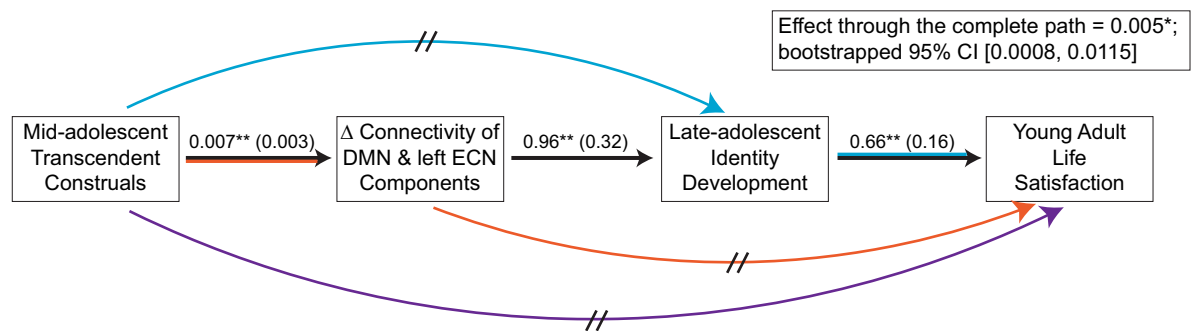 Effect through the complete path = 0.005*;
bootstrapped 95% CI [0.0008, 0.0115]
Mid-adolescent
Transcendent
Construals
0.007** (0.003)
Δ Connectivity of
DMN & left ECN
Components
0.96** (0.32)
Late-adolescent
Identity
Development
0.66** (0.16)
Young Adult
Life
Satisfaction